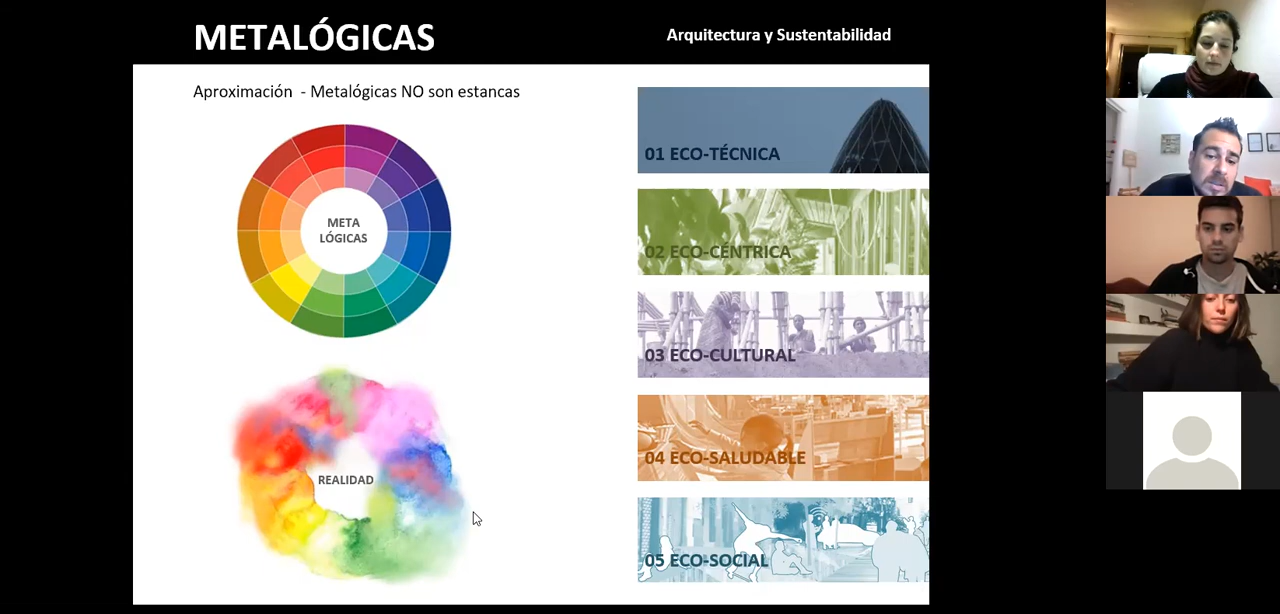 METALÓGICAS
Arquitectura y Sustentabilidad
Aproximación - Metalógicas NO son estancas
META
LÓGICAS
REALIDAD
01 ECO-TÉCNICA
02 ECO-CÉNTRICA
03 ECO-CULTURAL
04 ECO-SALUDABLE
05 ECO-SOCIAL